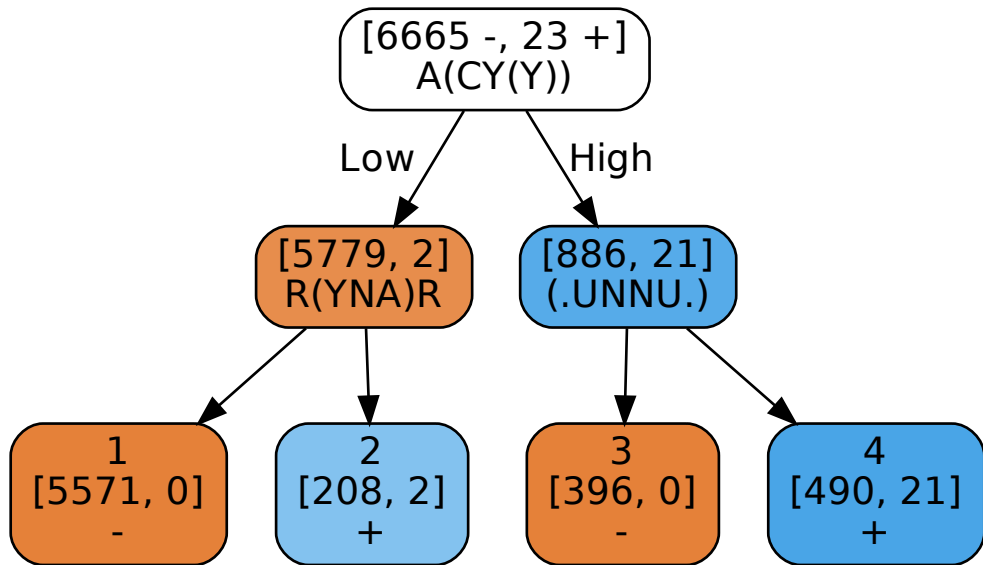 [6665 -, 23 +]
A(CY(Y))
Low
High
[5779, 2]
R(YNA)R
[886, 21]
(.UNNU.)
1
[5571, 0]
-
2
[208, 2]
+
3
[396, 0]
-
4
[490, 21]
+